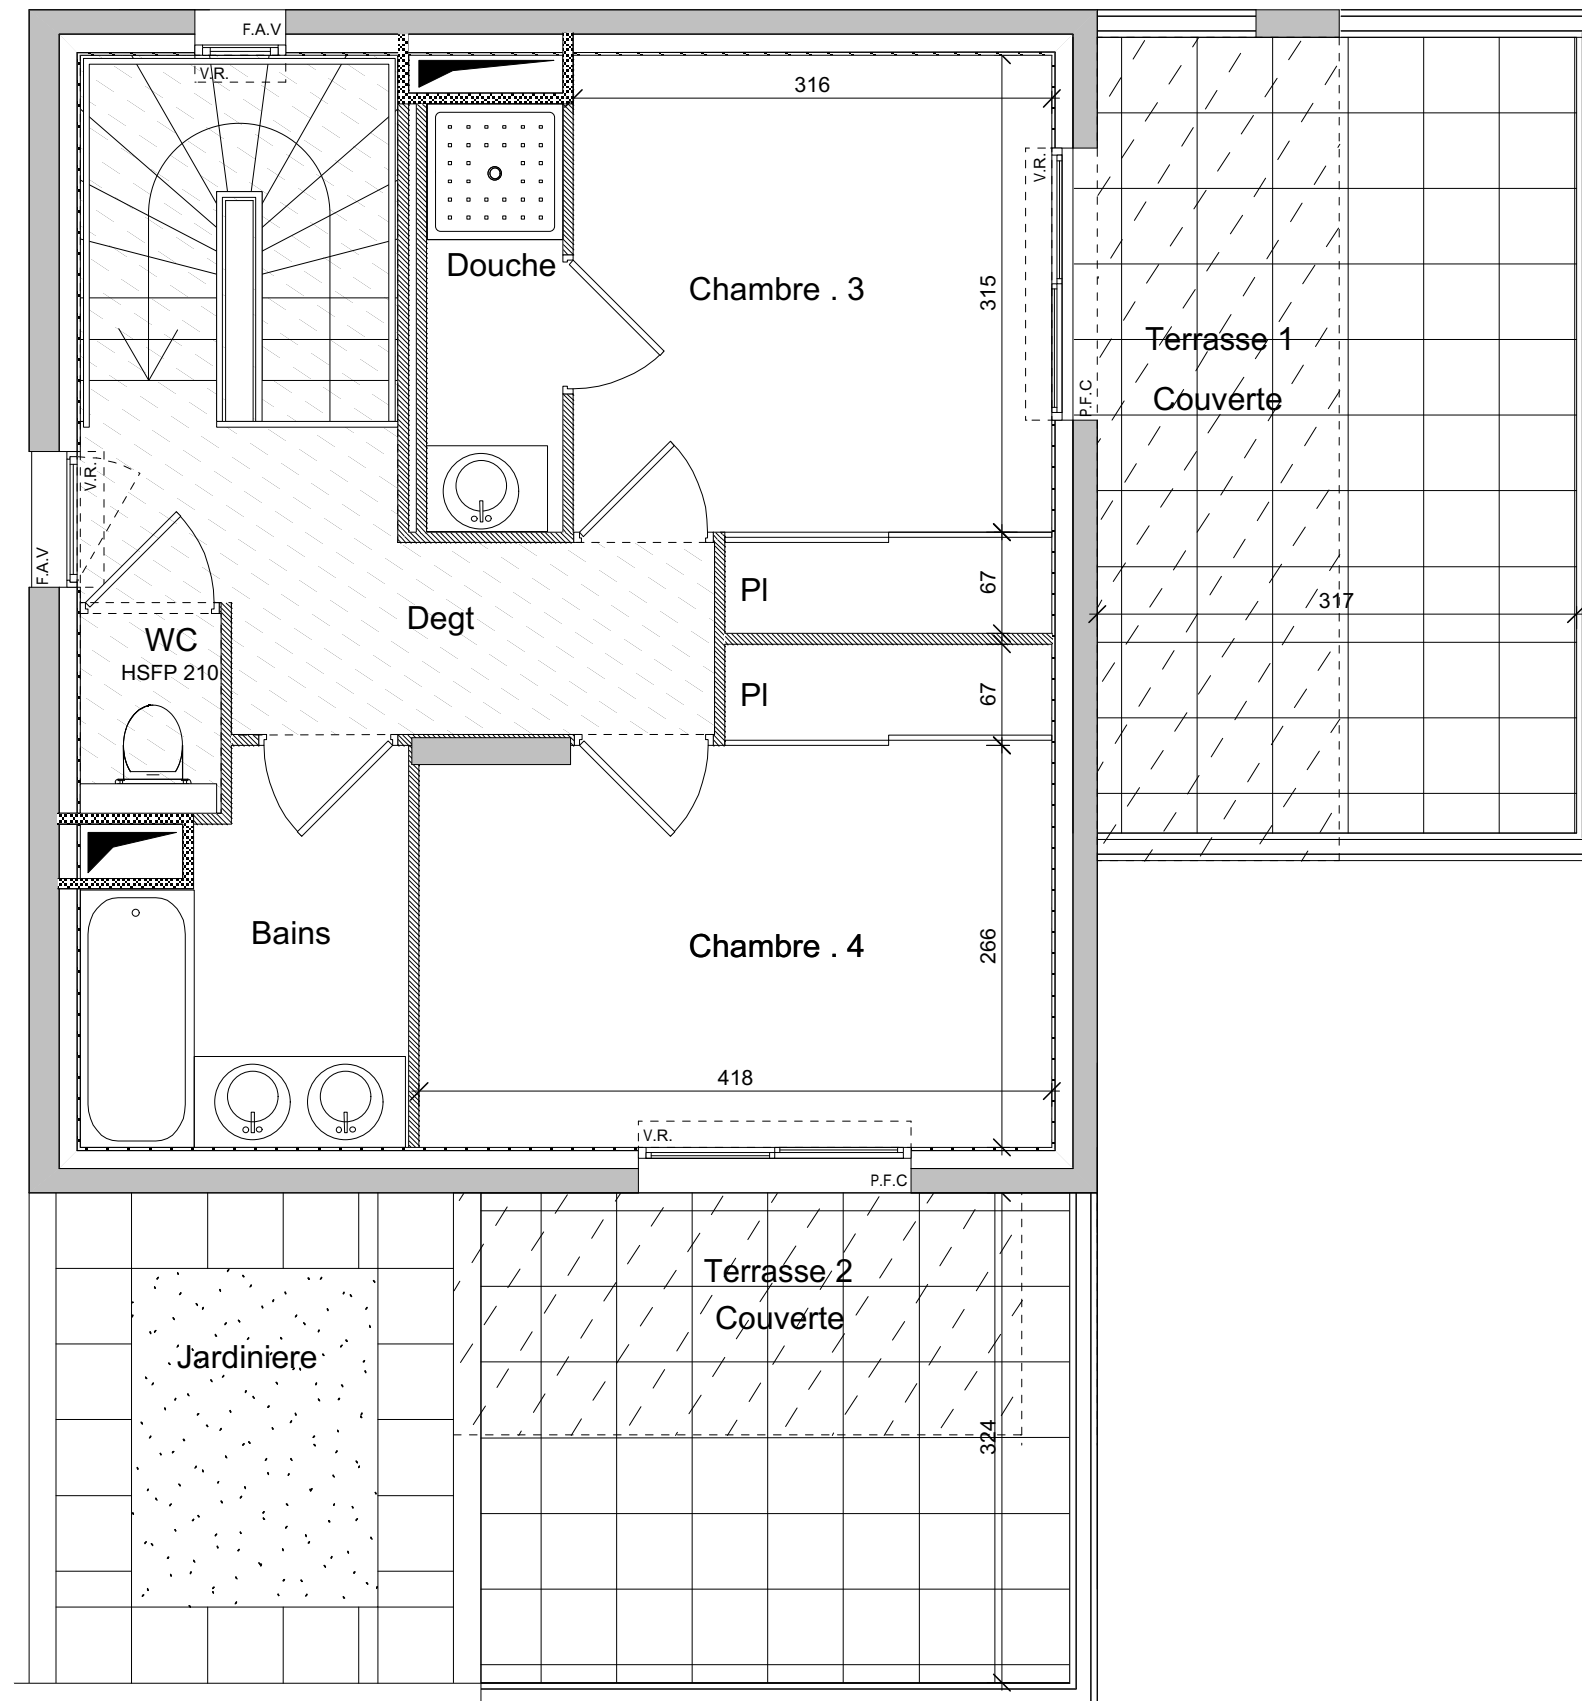 F.A.V
V.R.
316
V.R.
Douche
Chambre . 3
315
Terrasse 1
Couverte
P.F.C
V.R.
F.A.V
Pl
67
317
Degt
WC
HSFP 210
Pl
67
Bains
Chambre . 4
266
418
V.R.
P.F.C
Terrasse 2
Couverte
Jardiniere
324